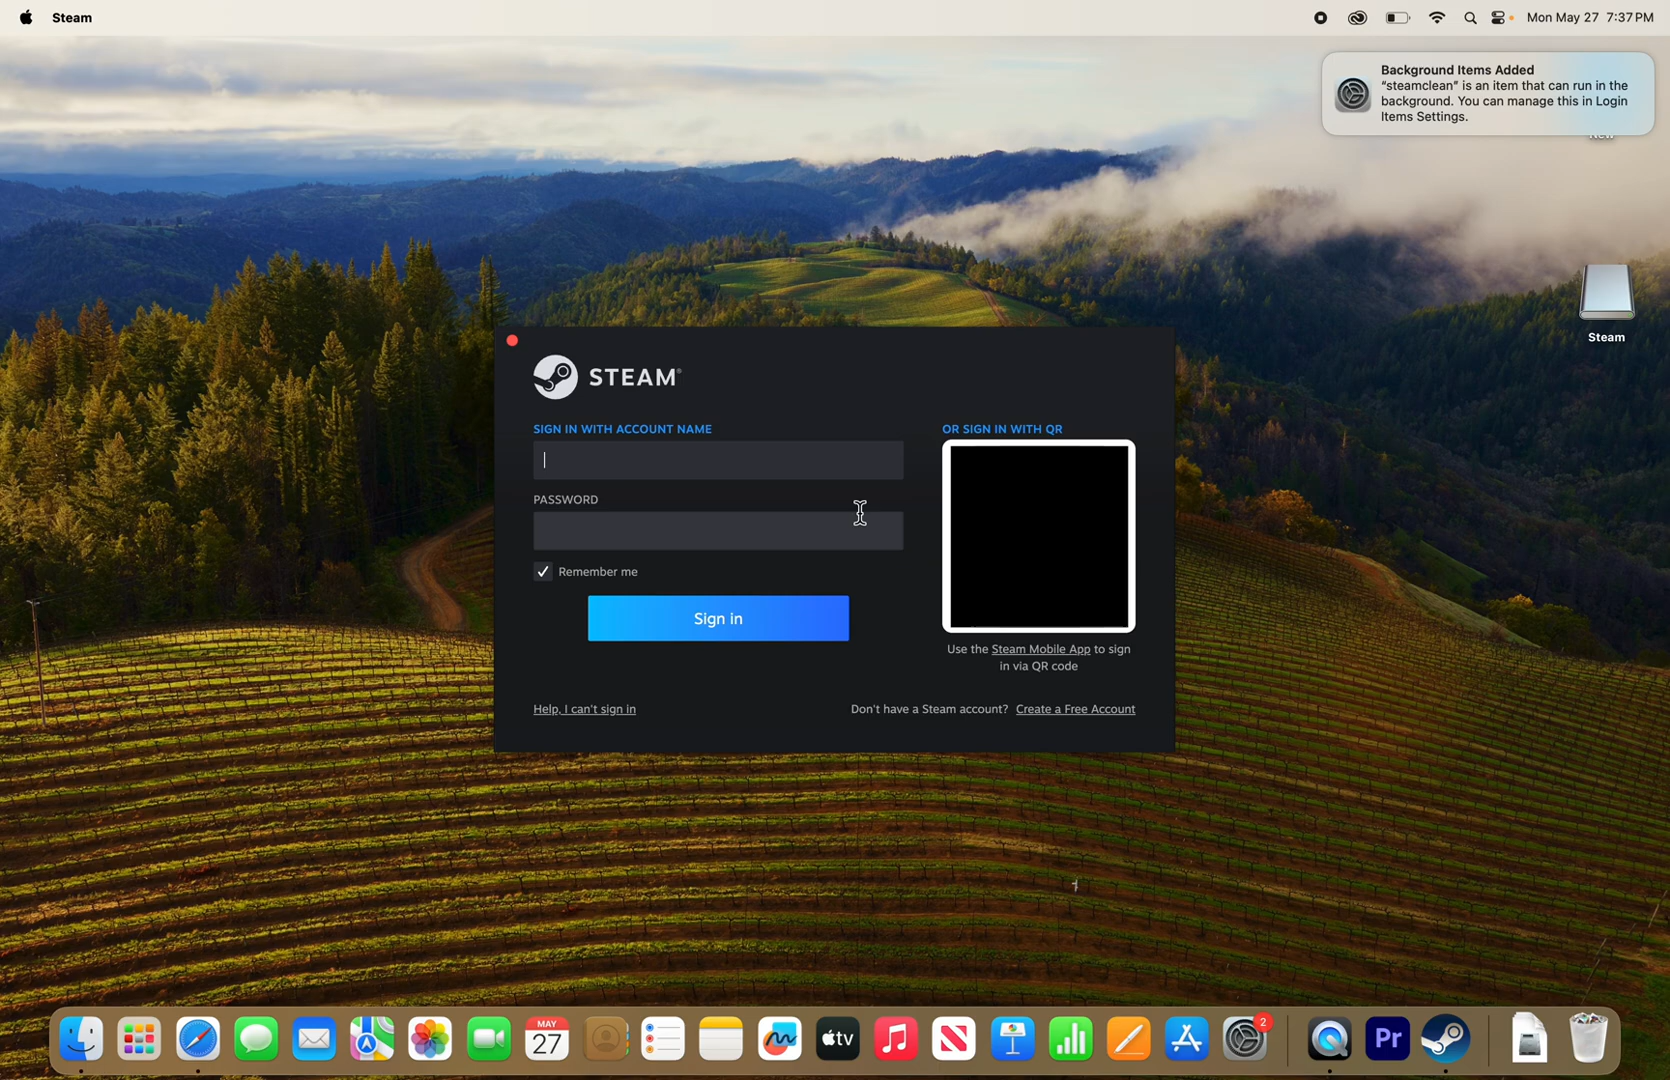 Steam
Mon May 27 7:37 PM
Background Items Added
"steamclean" is an item that can run in the
background. You can manage this in Login
Items Settings.
Steam
STEAM®
SIGN IN WITH ACCOUNT NAME
OR SIGN IN WITH QR
PASSWORD
Remember me
Sign in
Use the Steam Mobile App to sign
in via QR code
Help, I can't sign in
Don't have a Steam account? Create a Free Account
MAY
27
tv
2
Pr